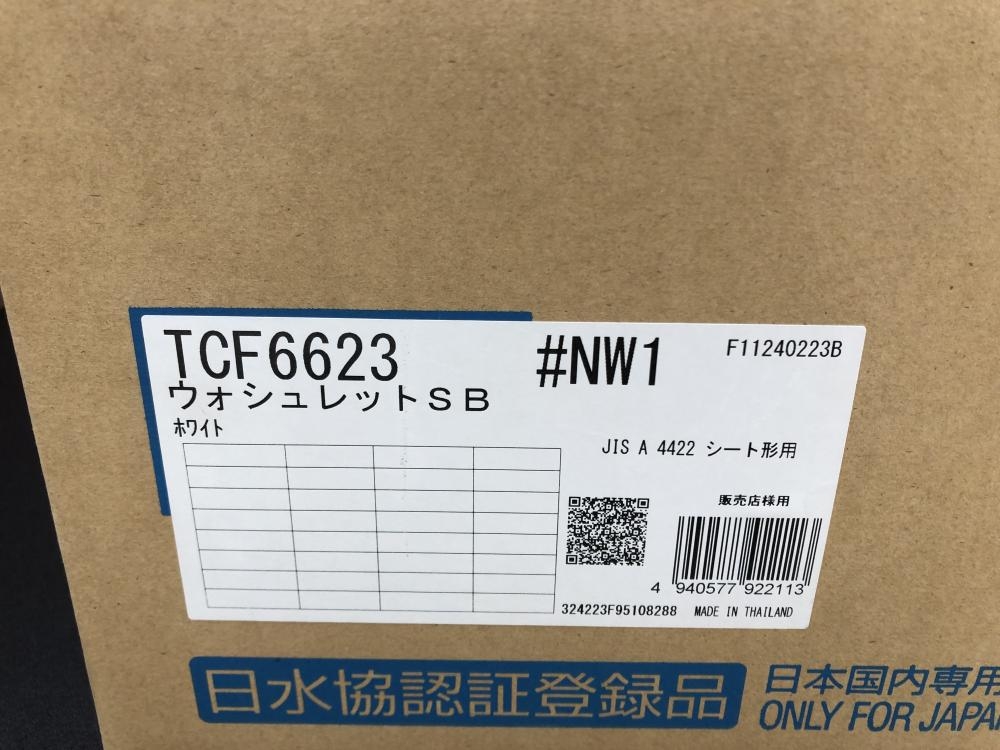 TCF6623 #NW1 F11240223B
ウォシュレットSB
ホワイト
JIS A 4422 シート形用
販売店様用
4 940577 922113
324223F95108288 MADE IN THAILAND
日水協認証登録品
日本国内専用
ONLY FOR JAPAN